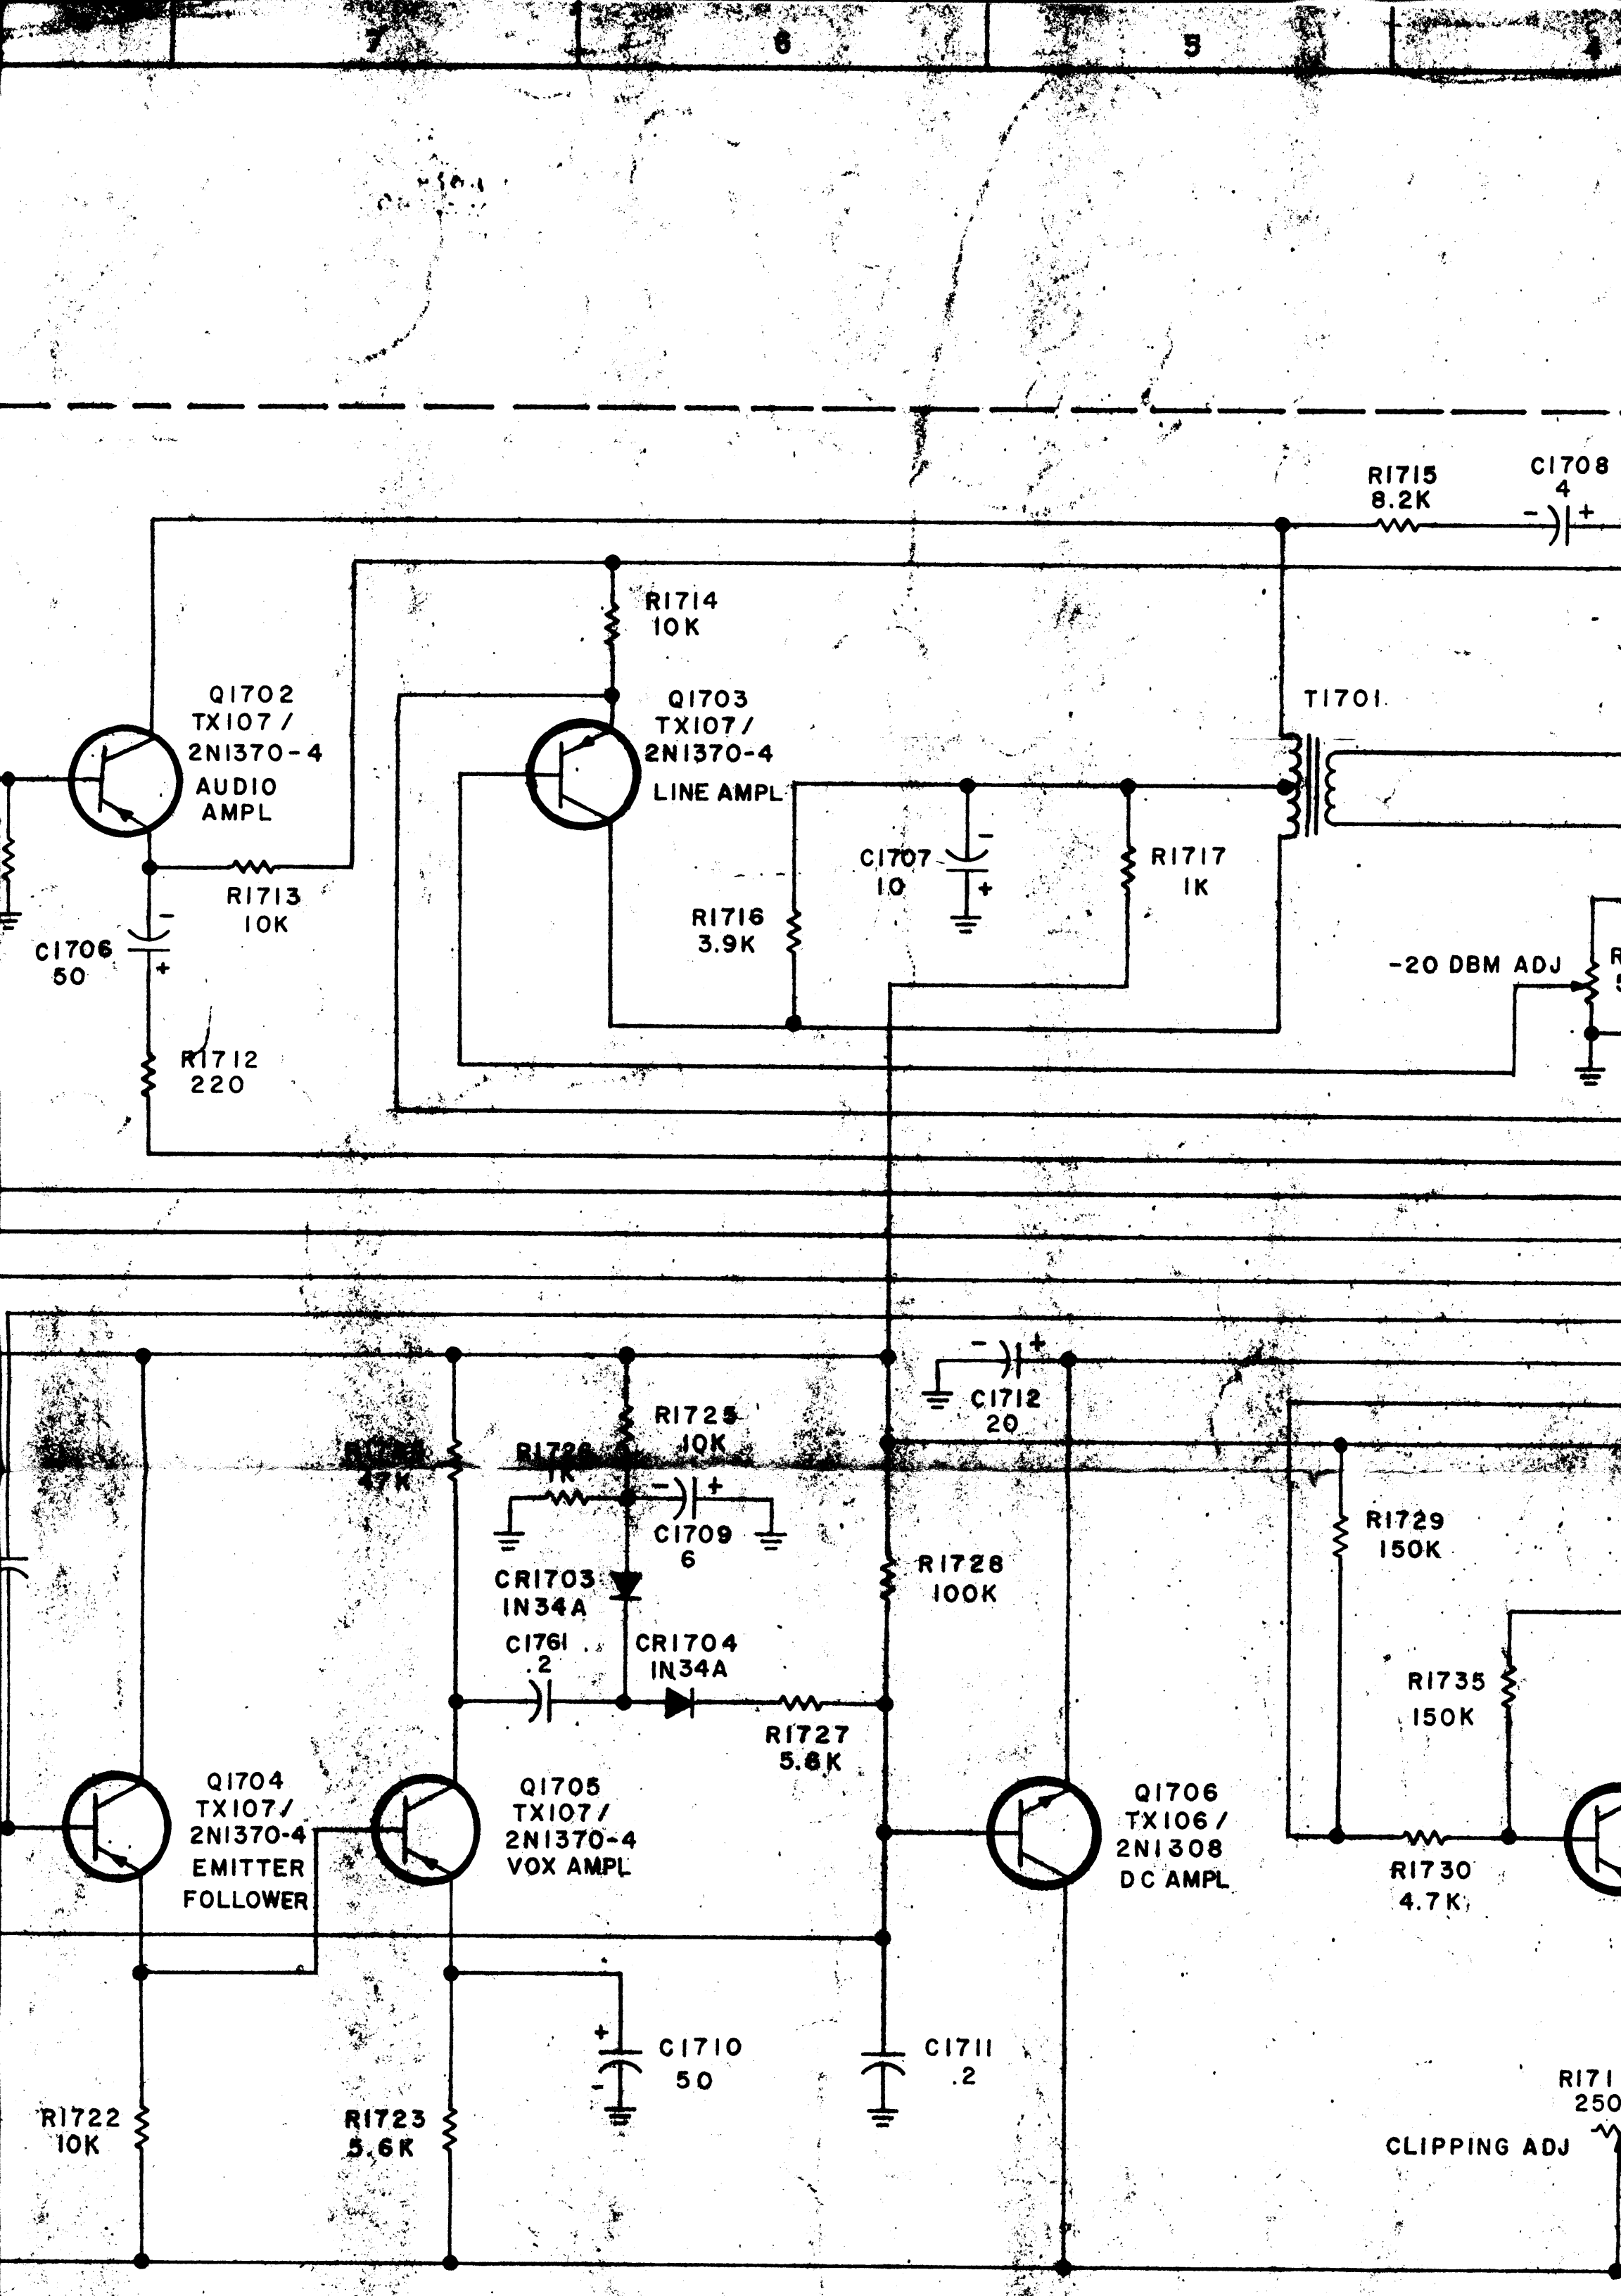 7
6
5
4
R1715
8.2K
C1708
4
- +
R1714
10K
Q1702
TX107/
2N1370-4
AUDIO
AMPL
Q1703
TX107/
2N1370-4
LINE AMPL
T1701
R1713
10K
C1706
50
-
+
C1707
10
-
+
R1717
1K
R1716
3.9K
-20 DBM ADJ
R1712
220
- +
C1712
20
R1725
10K
R1726
1K
47K
- +
C1709
6
CR1703
1N34A
C1761
.2
CR1704
1N34A
R1728
100K
R1729
150K
R1727
5.6K
R1735
150K
Q1704
TX107/
2N1370-4
EMITTER
FOLLOWER
Q1705
TX107/
2N1370-4
VOX AMPL
Q1706
TX106/
2N1308
DC AMPL
R1730
4.7K
+
-
C1710
50
C1711
.2
R1722
10K
R1723
5.6K
R171
250
CLIPPING ADJ